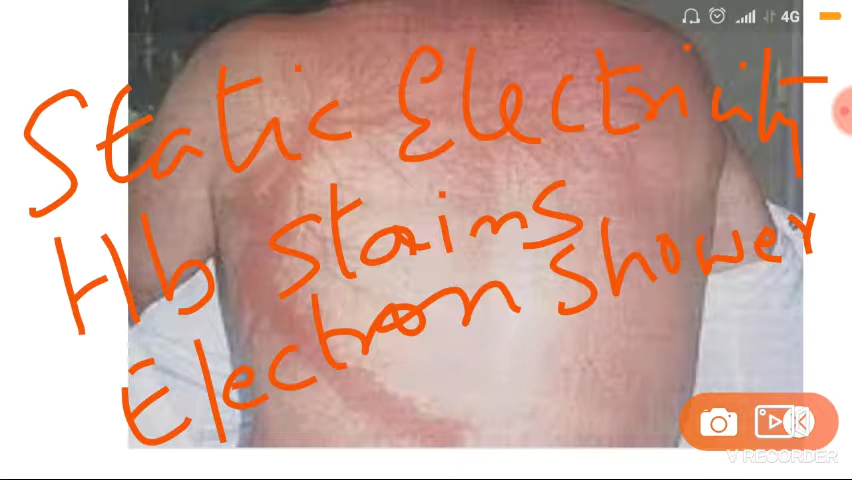 4G
Static Electricity
Hb stains
Electron shower
V RECORDER